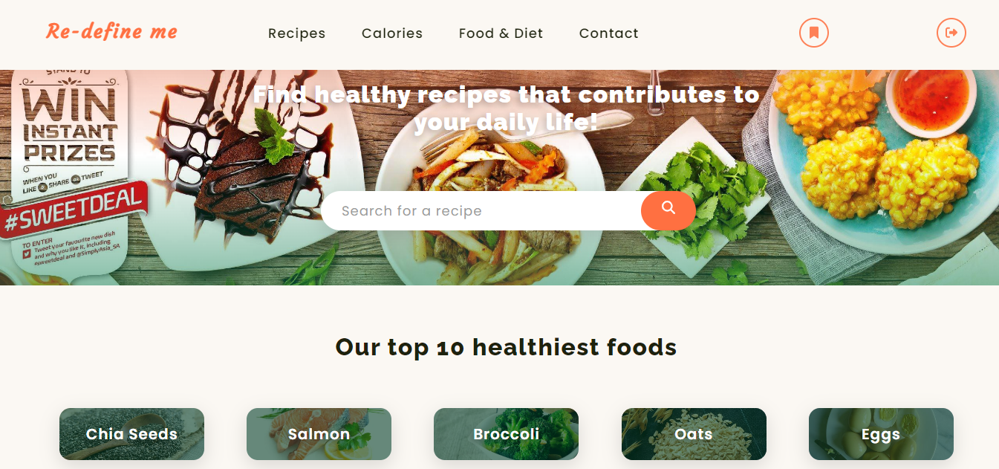 Re-define me
Recipes
Calories
Food & Diet
Contact
Find healthy recipes that contributes to
your daily life!
STAND TO
WIN
INSTANT
PRIZES
WHEN YOU
LIKE OR SHARE OR TWEET
#SWEETDEAL
TO ENTER
Tweet your favourite new dish
and why you like it, including
#sweetdeal and @SimplyAsia_SA
Search for a recipe
Our top 10 healthiest foods
Chia Seeds
Salmon
Broccoli
Oats
Eggs